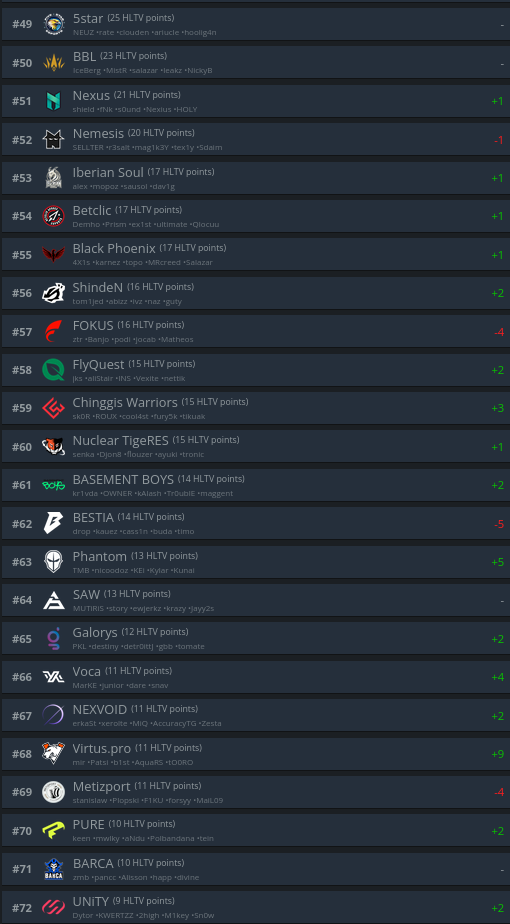 #49 5star (25 HLTV points) -
NEUZ •rate •clouden •ariucle •hoolig4n
#50 BBL (23 HLTV points) -
IceBerg •MistR •salazar •leakz •NickyB
#51 Nexus (21 HLTV points) +1
shield •fNk •s0und •Nexius •HOLY
#52 Nemesis (20 HLTV points) -1
SELLTER •r3salt •mag1k3Y •tex1y •Sdaim
#53 Iberian Soul (17 HLTV points) +1
alex •mopoz •sausol •dav1g
#54 Betclic (17 HLTV points) +1
Demho •Prism •ex1st •ultimate •Qlocuu
#55 Black Phoenix (17 HLTV points) +1
4X1s •karnez •topo •MRcreed •Salazar
#56 ShindeN (16 HLTV points) +2
tom1jed •abizz •ivz •naz •guty
#57 FOKUS (16 HLTV points) -4
ztr •Banjo •podi •jocab •Matheos
#58 FlyQuest (15 HLTV points) +2
jks •aliStair •INS •Vexite •nettik
#59 Chinggis Warriors (15 HLTV points) +3
sk0R •ROUX •cool4st •fury5k •tikuak
#60 Nuclear TigeRES (15 HLTV points) +1
senka •Djon8 •flouzer •ayuki •tronic
#61 BASEMENT BOYS (14 HLTV points) +2
kr1vda •OWNER •kAlash •Tr0ublE •maggent
#62 BESTIA (14 HLTV points) -5
drop •kauez •cass1n •buda •timo
#63 Phantom (13 HLTV points) +5
TMB •nicoodoz •KEi •Kylar •Kunai
#64 SAW (13 HLTV points) -
MUTiRiS •story •ewjerkz •krazy •Jayy2s
#65 Galorys (12 HLTV points) +2
PKL •destiny •detr0ittj •gbb •tomate
#66 Voca (11 HLTV points) +4
MarKE •junior •dare •snav
#67 NEXVOID (11 HLTV points) +2
erkaSt •xerolte •MiQ •AccuracyTG •Zesta
#68 Virtus.pro (11 HLTV points) +9
mir •Patsi •b1st •AquaRS •tO0RO
#69 Metizport (11 HLTV points) -4
stanislaw •Plopski •F1KU •forsyy •MaiL09
#70 PURE (10 HLTV points) +2
keen •mwlky •aNdu •Polbandana •tein
#71 BARCA (10 HLTV points) -
BARCA
zmb •pancc •Alisson •happ •divine
#72 UNiTY (9 HLTV points) +2
Dytor •KWERTZZ •2high •M1key •Sn0w